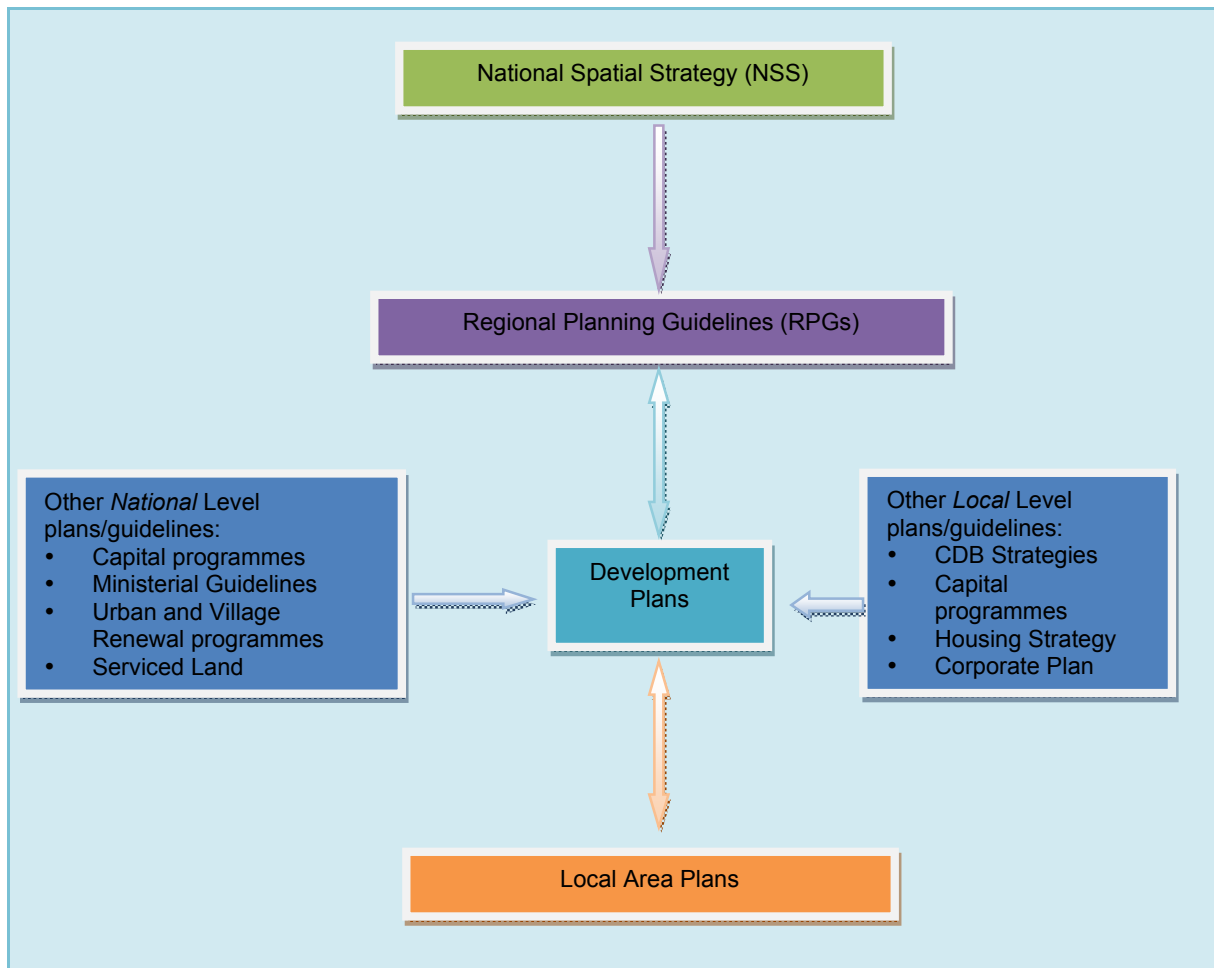 National Spatial Strategy (NSS)
Regional Planning Guidelines (RPGs)
Other National Level
plans/guidelines:
• Capital programmes
• Ministerial Guidelines
• Urban and Village
Renewal programmes
• Serviced Land
Development
Plans
Other Local Level
plans/guidelines:
• CDB Strategies
• Capital
programmes
• Housing Strategy
• Corporate Plan
Local Area Plans